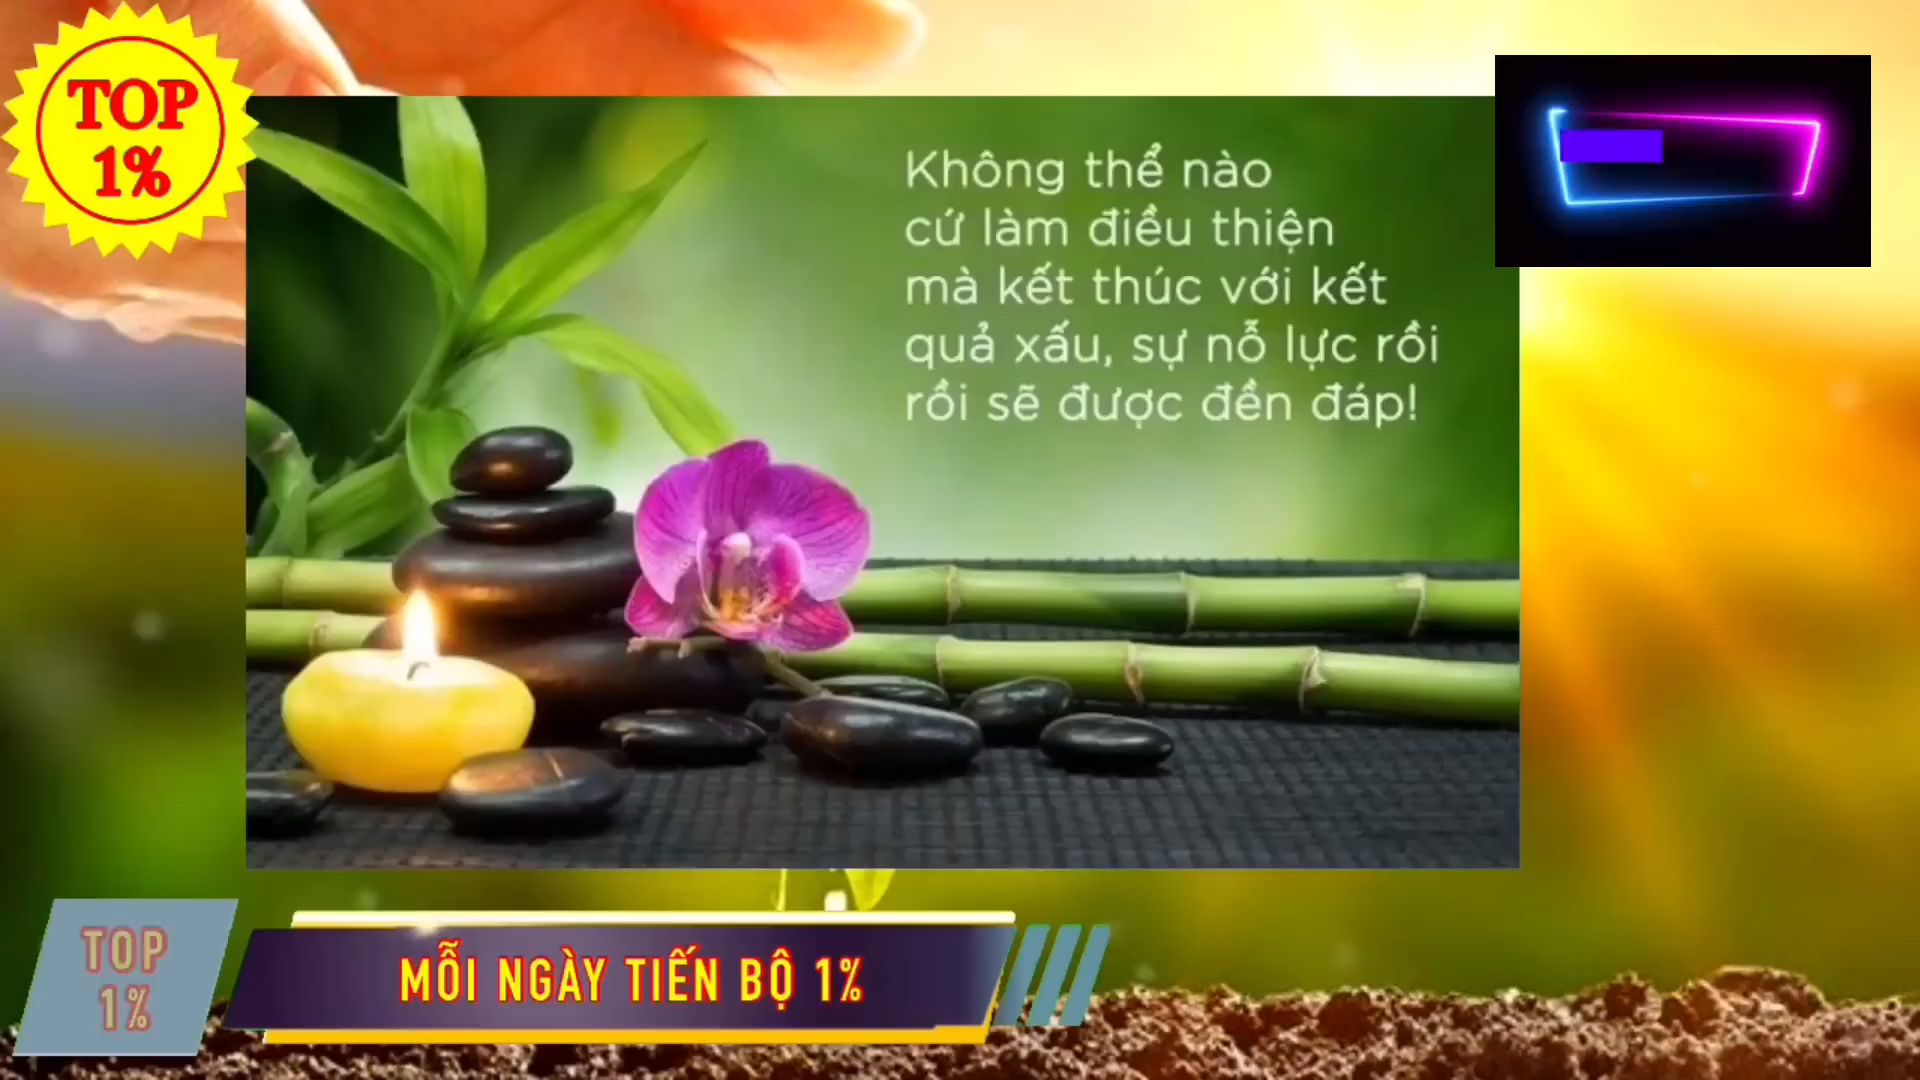 TOP
1%
Không thể nào
cứ làm điều thiện
mà kết thúc với kết
quả xấu, sự nỗ lực rồi
rồi sẽ được đền đáp!
TOP
1%
MỖI NGÀY TIẾN BỘ 1%